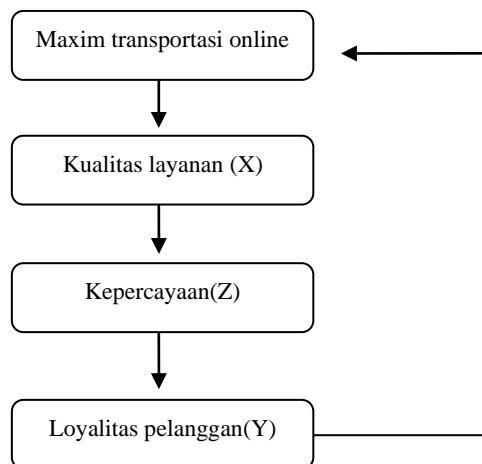 Maxim transportasi online
Kualitas layanan (X)
Kepercayaan(Z)
Loyalitas pelanggan(Y)